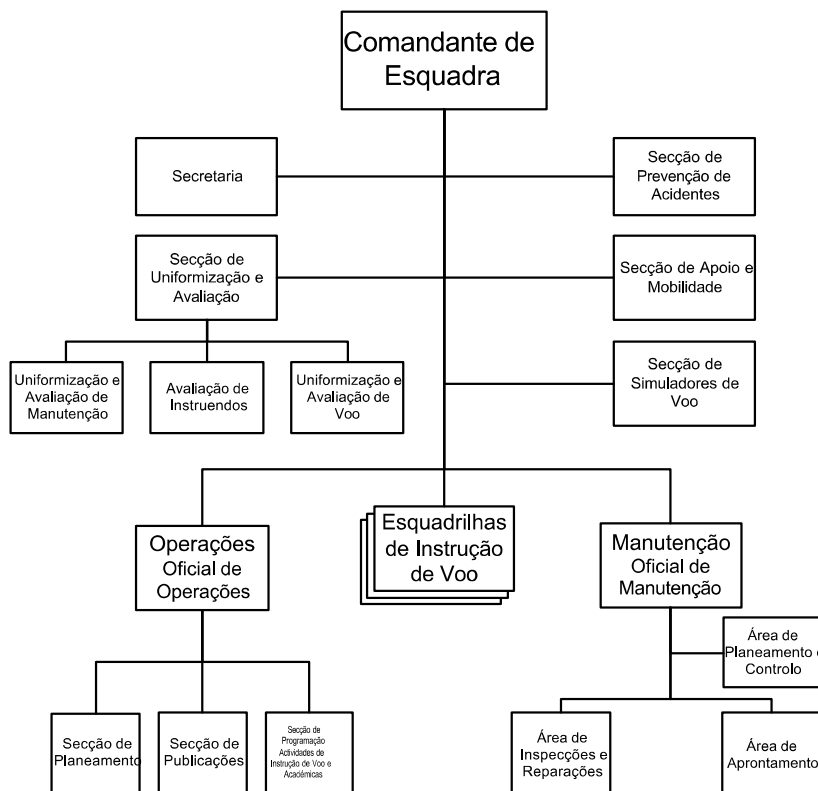 Comandante de
Esquadra
Secretaria
Secção de
Prevenção de
Acidentes
Secção de
Uniformização e
Avaliação
Secção de Apoio e
Mobilidade
Uniformização e
Avaliação de
Manutenção
Avaliação de
Instruendos
Uniformização e
Avaliação de
Voo
Secção de
Simuladores de
Voo
Operações
Oficial de
Operações
Esquadrilhas
de Instrução
de Voo
Manutenção
Oficial de
Manutenção
Área de
Planeamento e
Controlo
Secção de
Planeamento
Secção de
Publicações
Secção de
Programação
Actividades de
Instrução de Voo e
Académicas
Área de
Inspecções e
Reparações
Área de
Aprontamento